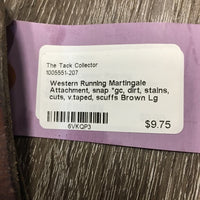 The Tack Collector
1005551-207
Western Running Martingale
Attachment, snap *gc, dirt, stains,
cuts, v.taped, scuffs Brown Lg
6VKQP3
$9.75